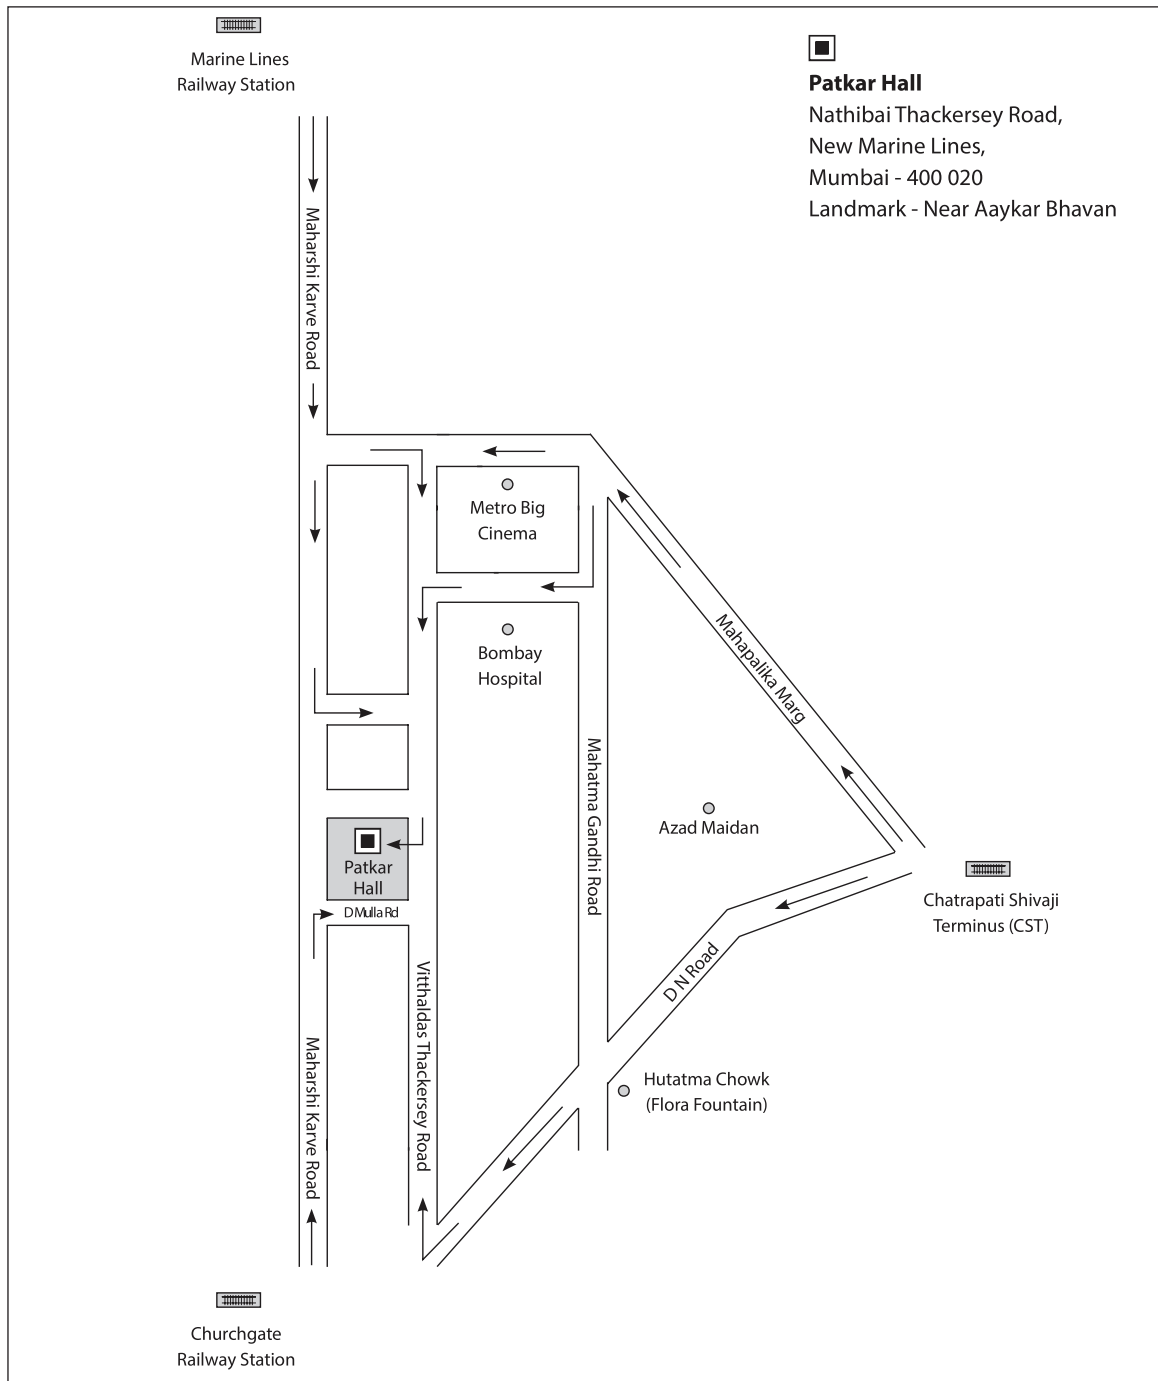 Marine Lines
Railway Station
Patkar Hall
Nathibai Thackersey Road,
New Marine Lines,
Mumbai - 400 020
Landmark - Near Aaykar Bhavan
Maharshi Karve Road
Metro Big
Cinema
Bombay
Hospital
Mahapalika Marg
Mahatma Gandhi Road
Azad Maidan
Patkar
Hall
D Mulla Rd
Chatrapati Shivaji
Terminus (CST)
D N Road
Vitthaldas Thackersey Road
Maharshi Karve Road
Hutatma Chowk
(Flora Fountain)
Churchgate
Railway Station